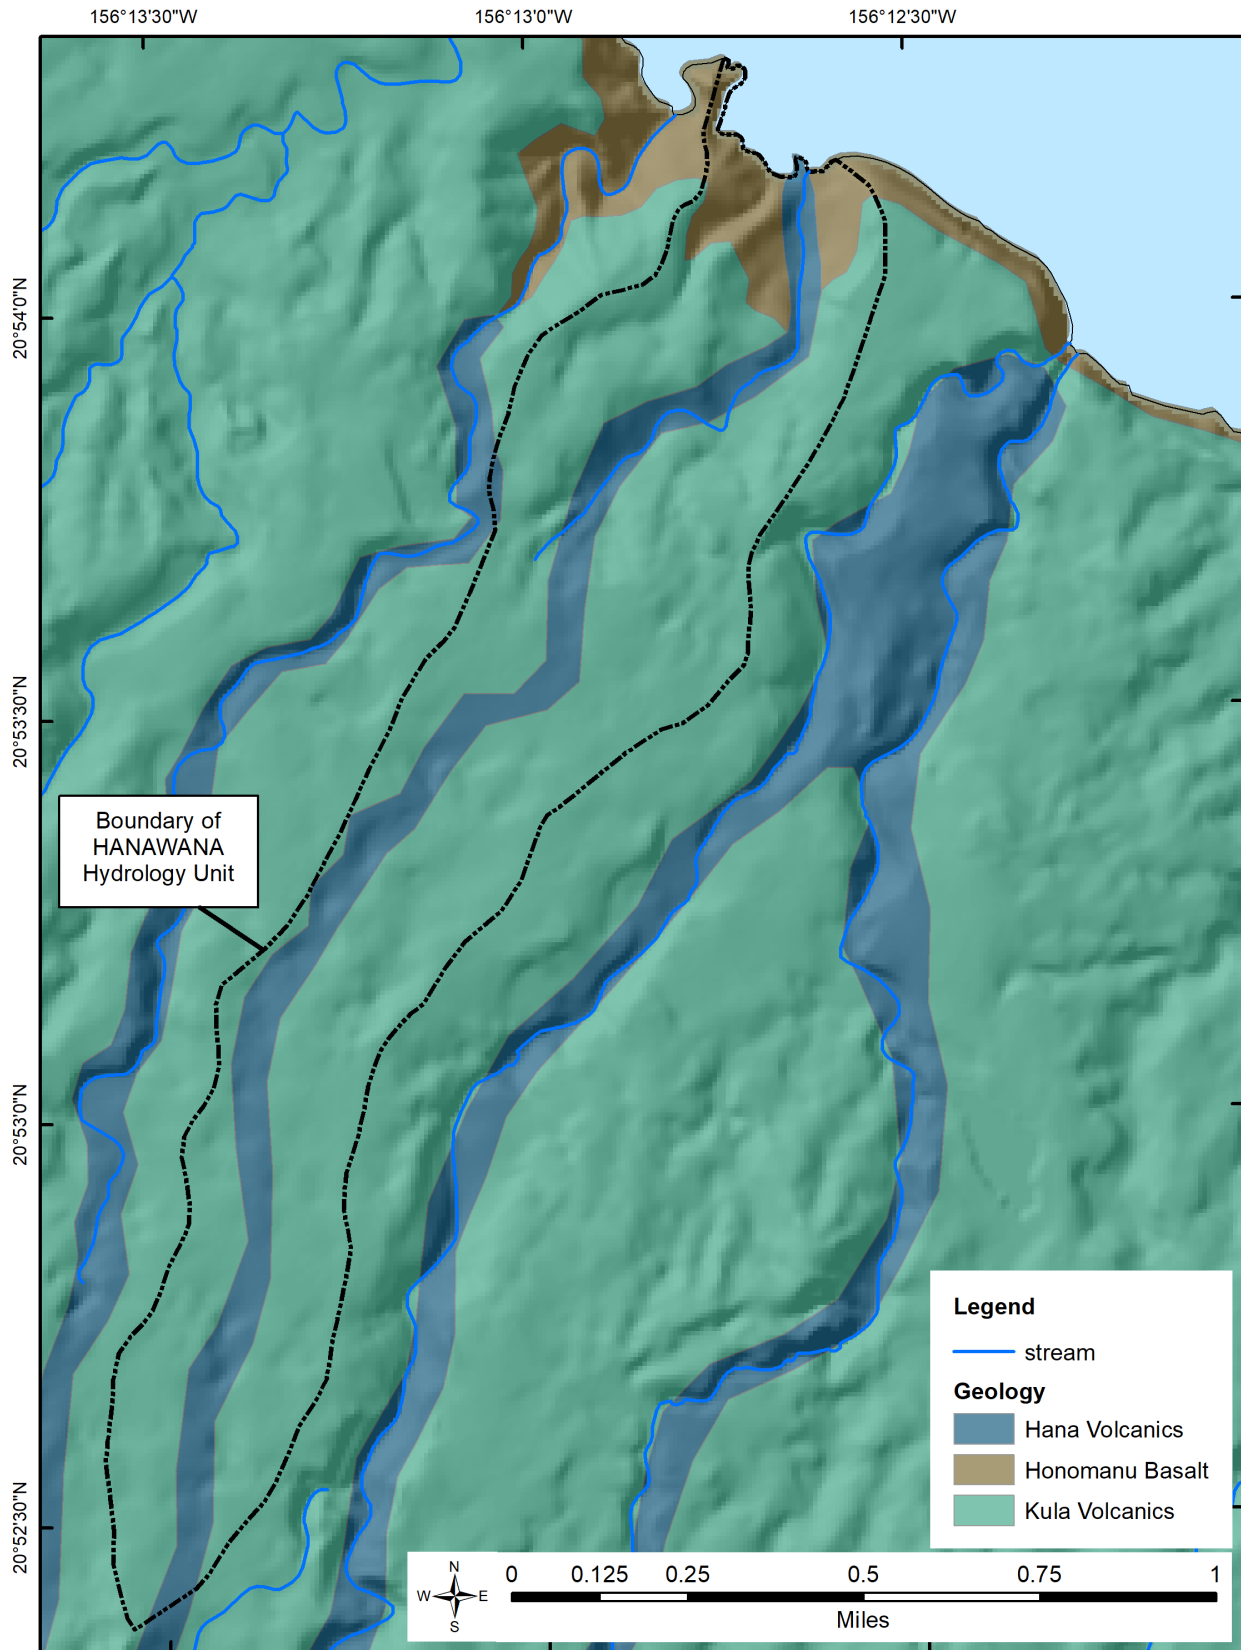 156°13'30"W
156°13'0"W
156°12'30"W
20°54'0"N
20°53'30"N
Boundary of
HANAWANA
Hydrology Unit
20°53'0"N
20°52'30"N
Legend
stream
Geology
Hana Volcanics
Honomanu Basalt
Kula Volcanics
N
W E
S
0 0.125 0.25 0.5 0.75 1
Miles